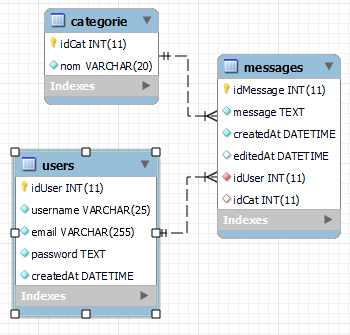 categorie
idCat INT(11)
nom VARCHAR(20)
Indexes
messages
idMessage INT(11)
message TEXT
createdAt DATETIME
editedAt DATETIME
idUser INT(11)
idCat INT(11)
Indexes
users
idUser INT(11)
username VARCHAR(25)
email VARCHAR(255)
password TEXT
createdAt DATETIME
Indexes